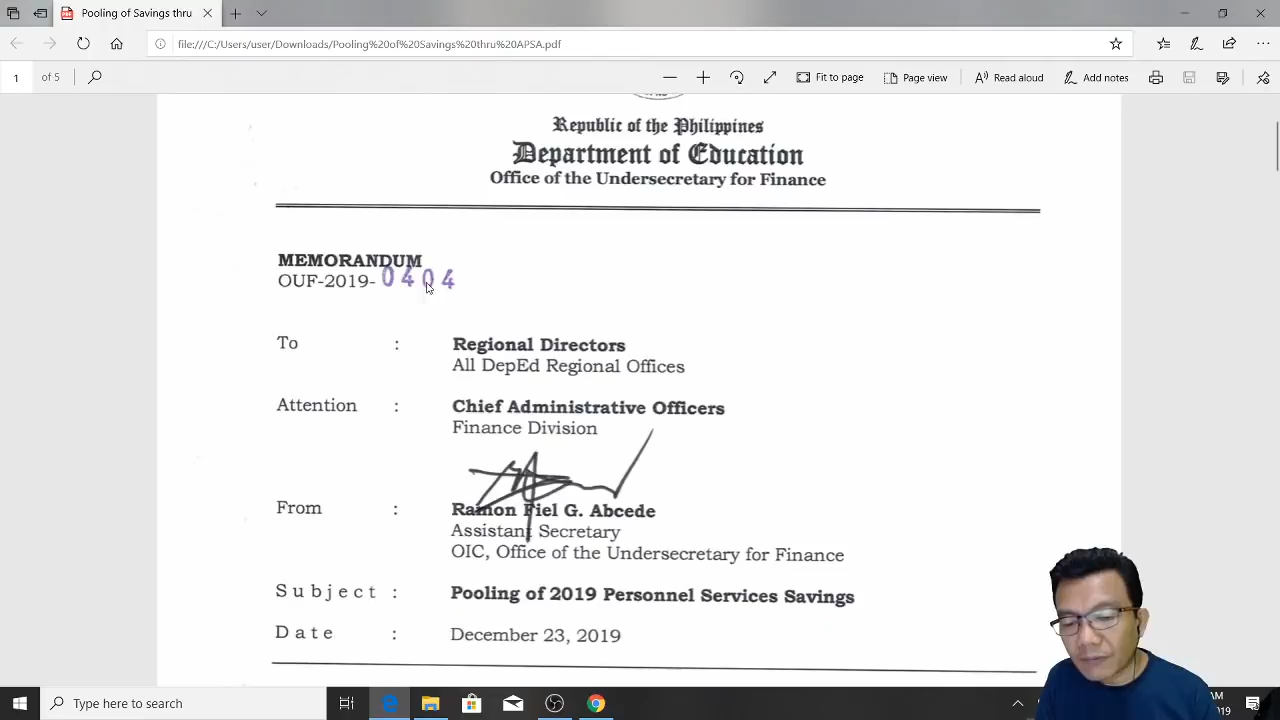 Pooling of Savings thru
file:///C:/Users/user/Downloads/Pooling%20of%20Savings%20thru%20APSA.pdf
1 of 5 Fit to page Page view Read aloud Add notes
Republic of the Philippines
Department of Education
Office of the Undersecretary for Finance
MEMORANDUM
OUF-2019- 0404
To : Regional Directors
All DepEd Regional Offices
Attention : Chief Administrative Officers
Finance Division
From : Ramon Fiel G. Abcede
Assistant Secretary
OIC, Office of the Undersecretary for Finance
Subject : Pooling of 2019 Personnel Services Savings
Date : December 23, 2019
Type here to search
AM